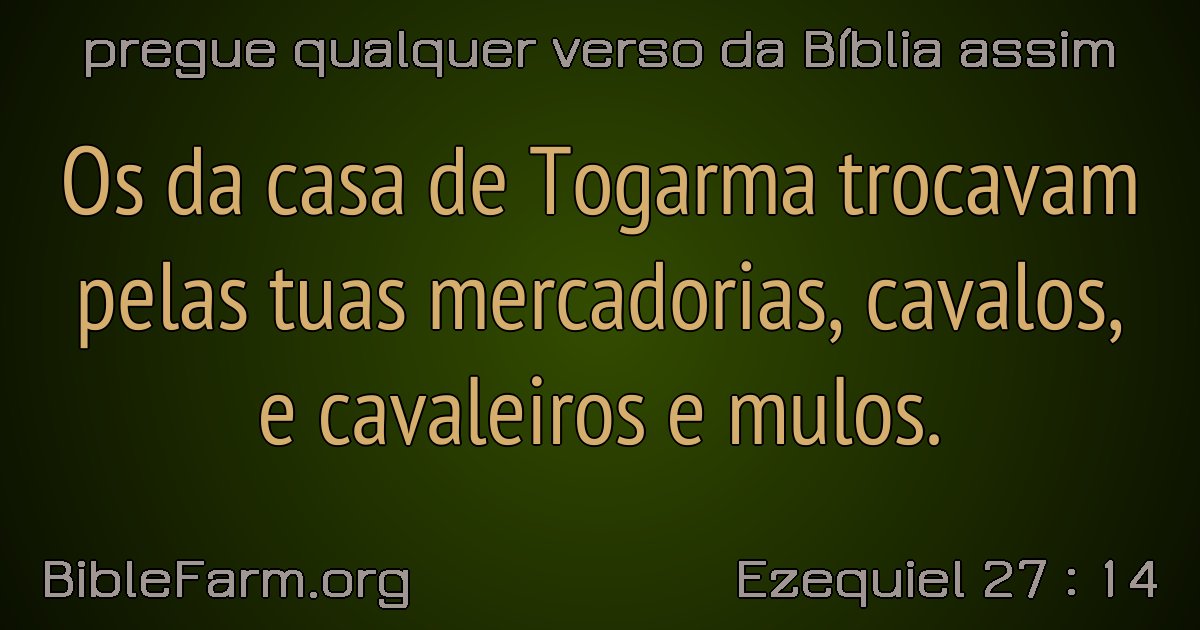 pregue qualquer verso da Bíblia assim
Os da casa de Togarma trocavam
pelas tuas mercadorias, cavalos,
e cavaleiros e mulos.
BibleFarm.org
Ezequiel 27 : 14